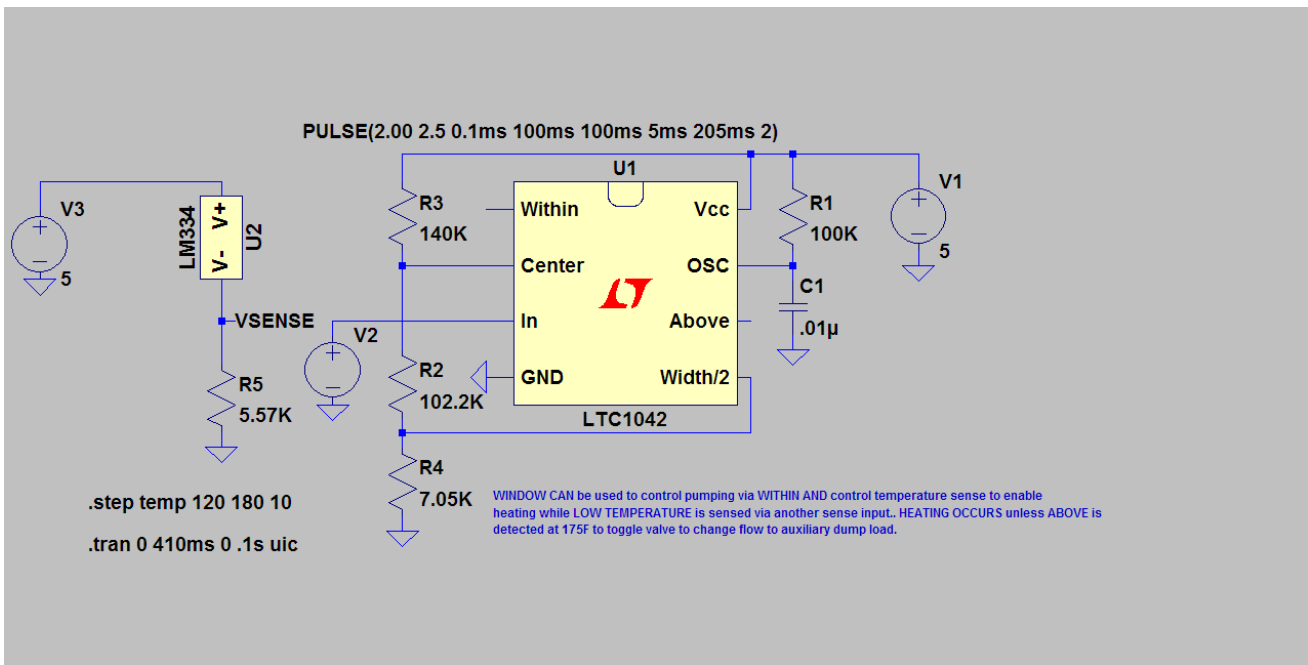 PULSE(2.00 2.5 0.1ms 100ms 100ms 5ms 205ms 2)
V3
5
LM334
V+
V-
U2
VSENSE
R5
5.57K
V2
R3
140K
R2
102.2K
R4
7.05K
U1
Within
Center
In
GND
Vcc
OSC
Above
Width/2
LTC1042
R1
100K
C1
.01µ
V1
5
.step temp 120 180 10
.tran 0 410ms 0 .1s uic
WINDOW CAN be used to control pumping via WITHIN AND control temperature sense to enable
heating while LOW TEMPERATURE is sensed via another sense input.. HEATING OCCURS unless ABOVE is
detected at 175F to toggle valve to change flow to auxiliary dump load.